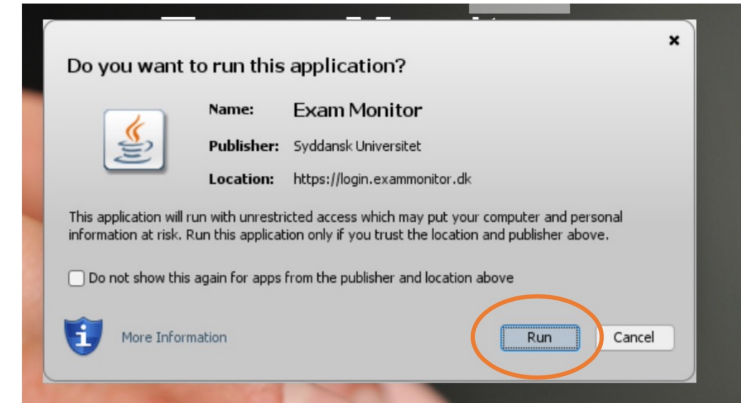 Do you want to run this application?
Name: Exam Monitor
Publisher: Syddansk Universitet
Location: https://login.exammonitor.dk
This application will run with unrestricted access which may put your computer and personal
information at risk. Run this application only if you trust the location and publisher above.
Do not show this again for apps from the publisher and location above
More Information
Run
Cancel